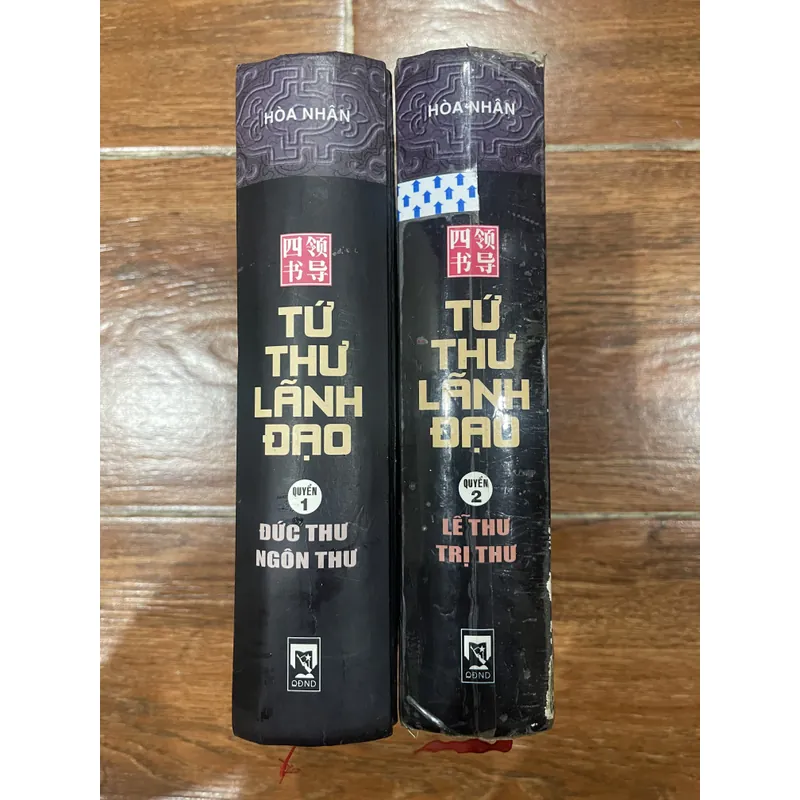 HÒA NHÂN
四领
书导
TỨ
THƯ
LÃNH
ĐẠO
QUYỂN
1
ĐỨC THƯ
NGÔN THƯ
QĐND
HÒA NHÂN
四领
书导
TỨ
THƯ
LÃNH
ĐẠO
QUYỂN
2
LỄ THƯ
TRỊ THƯ
QĐND